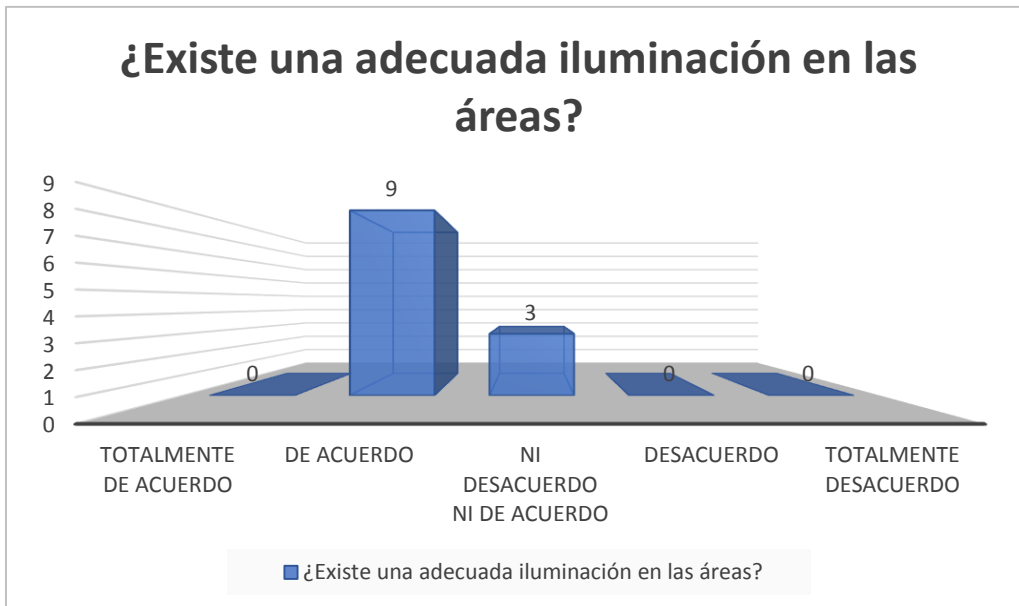 ¿Existe una adecuada iluminación en las
áreas?
9
8
7
6
5
4
3
2
1
0
0
9
3
0
0
TOTALMENTE
DE ACUERDO
DE ACUERDO
NI
DESACUERDO
NI DE ACUERDO
DESACUERDO
TOTALMENTE
DESACUERDO
¿Existe una adecuada iluminación en las áreas?